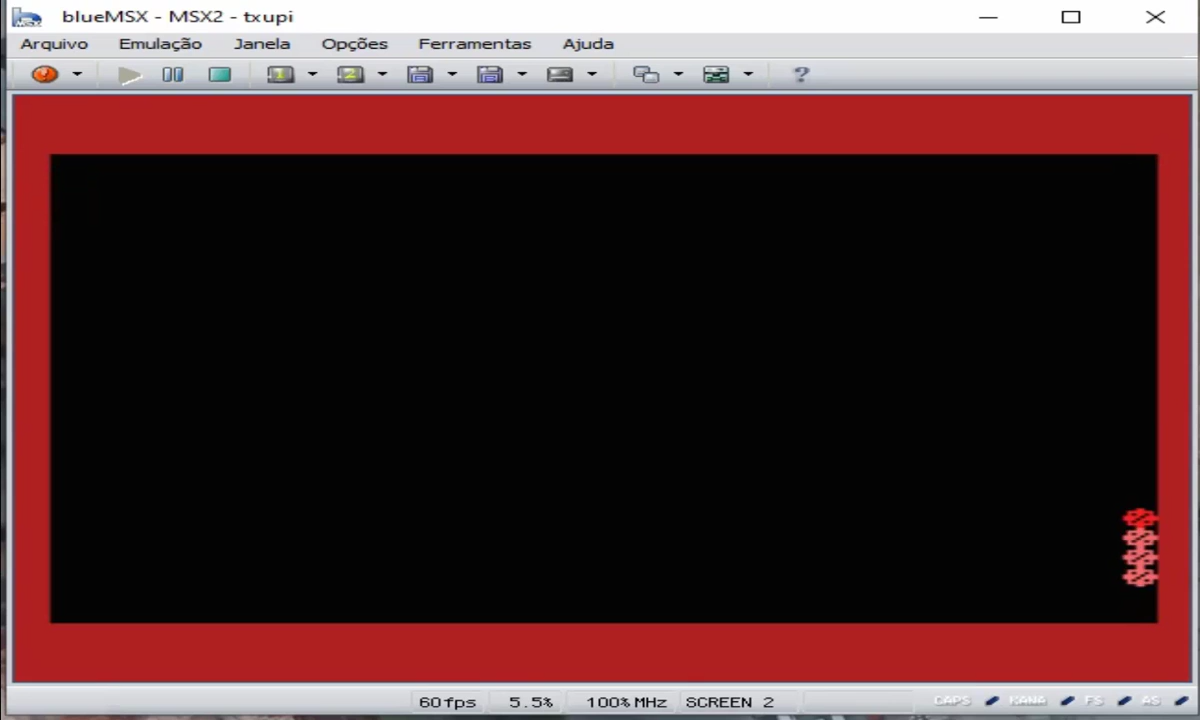 blueMSX - MSX2 - txupi
Arquivo Emulação Janela Opções Ferramentas Ajuda
60fps 5.5% 100% MHz SCREEN 2 CAPS KANA FS AS